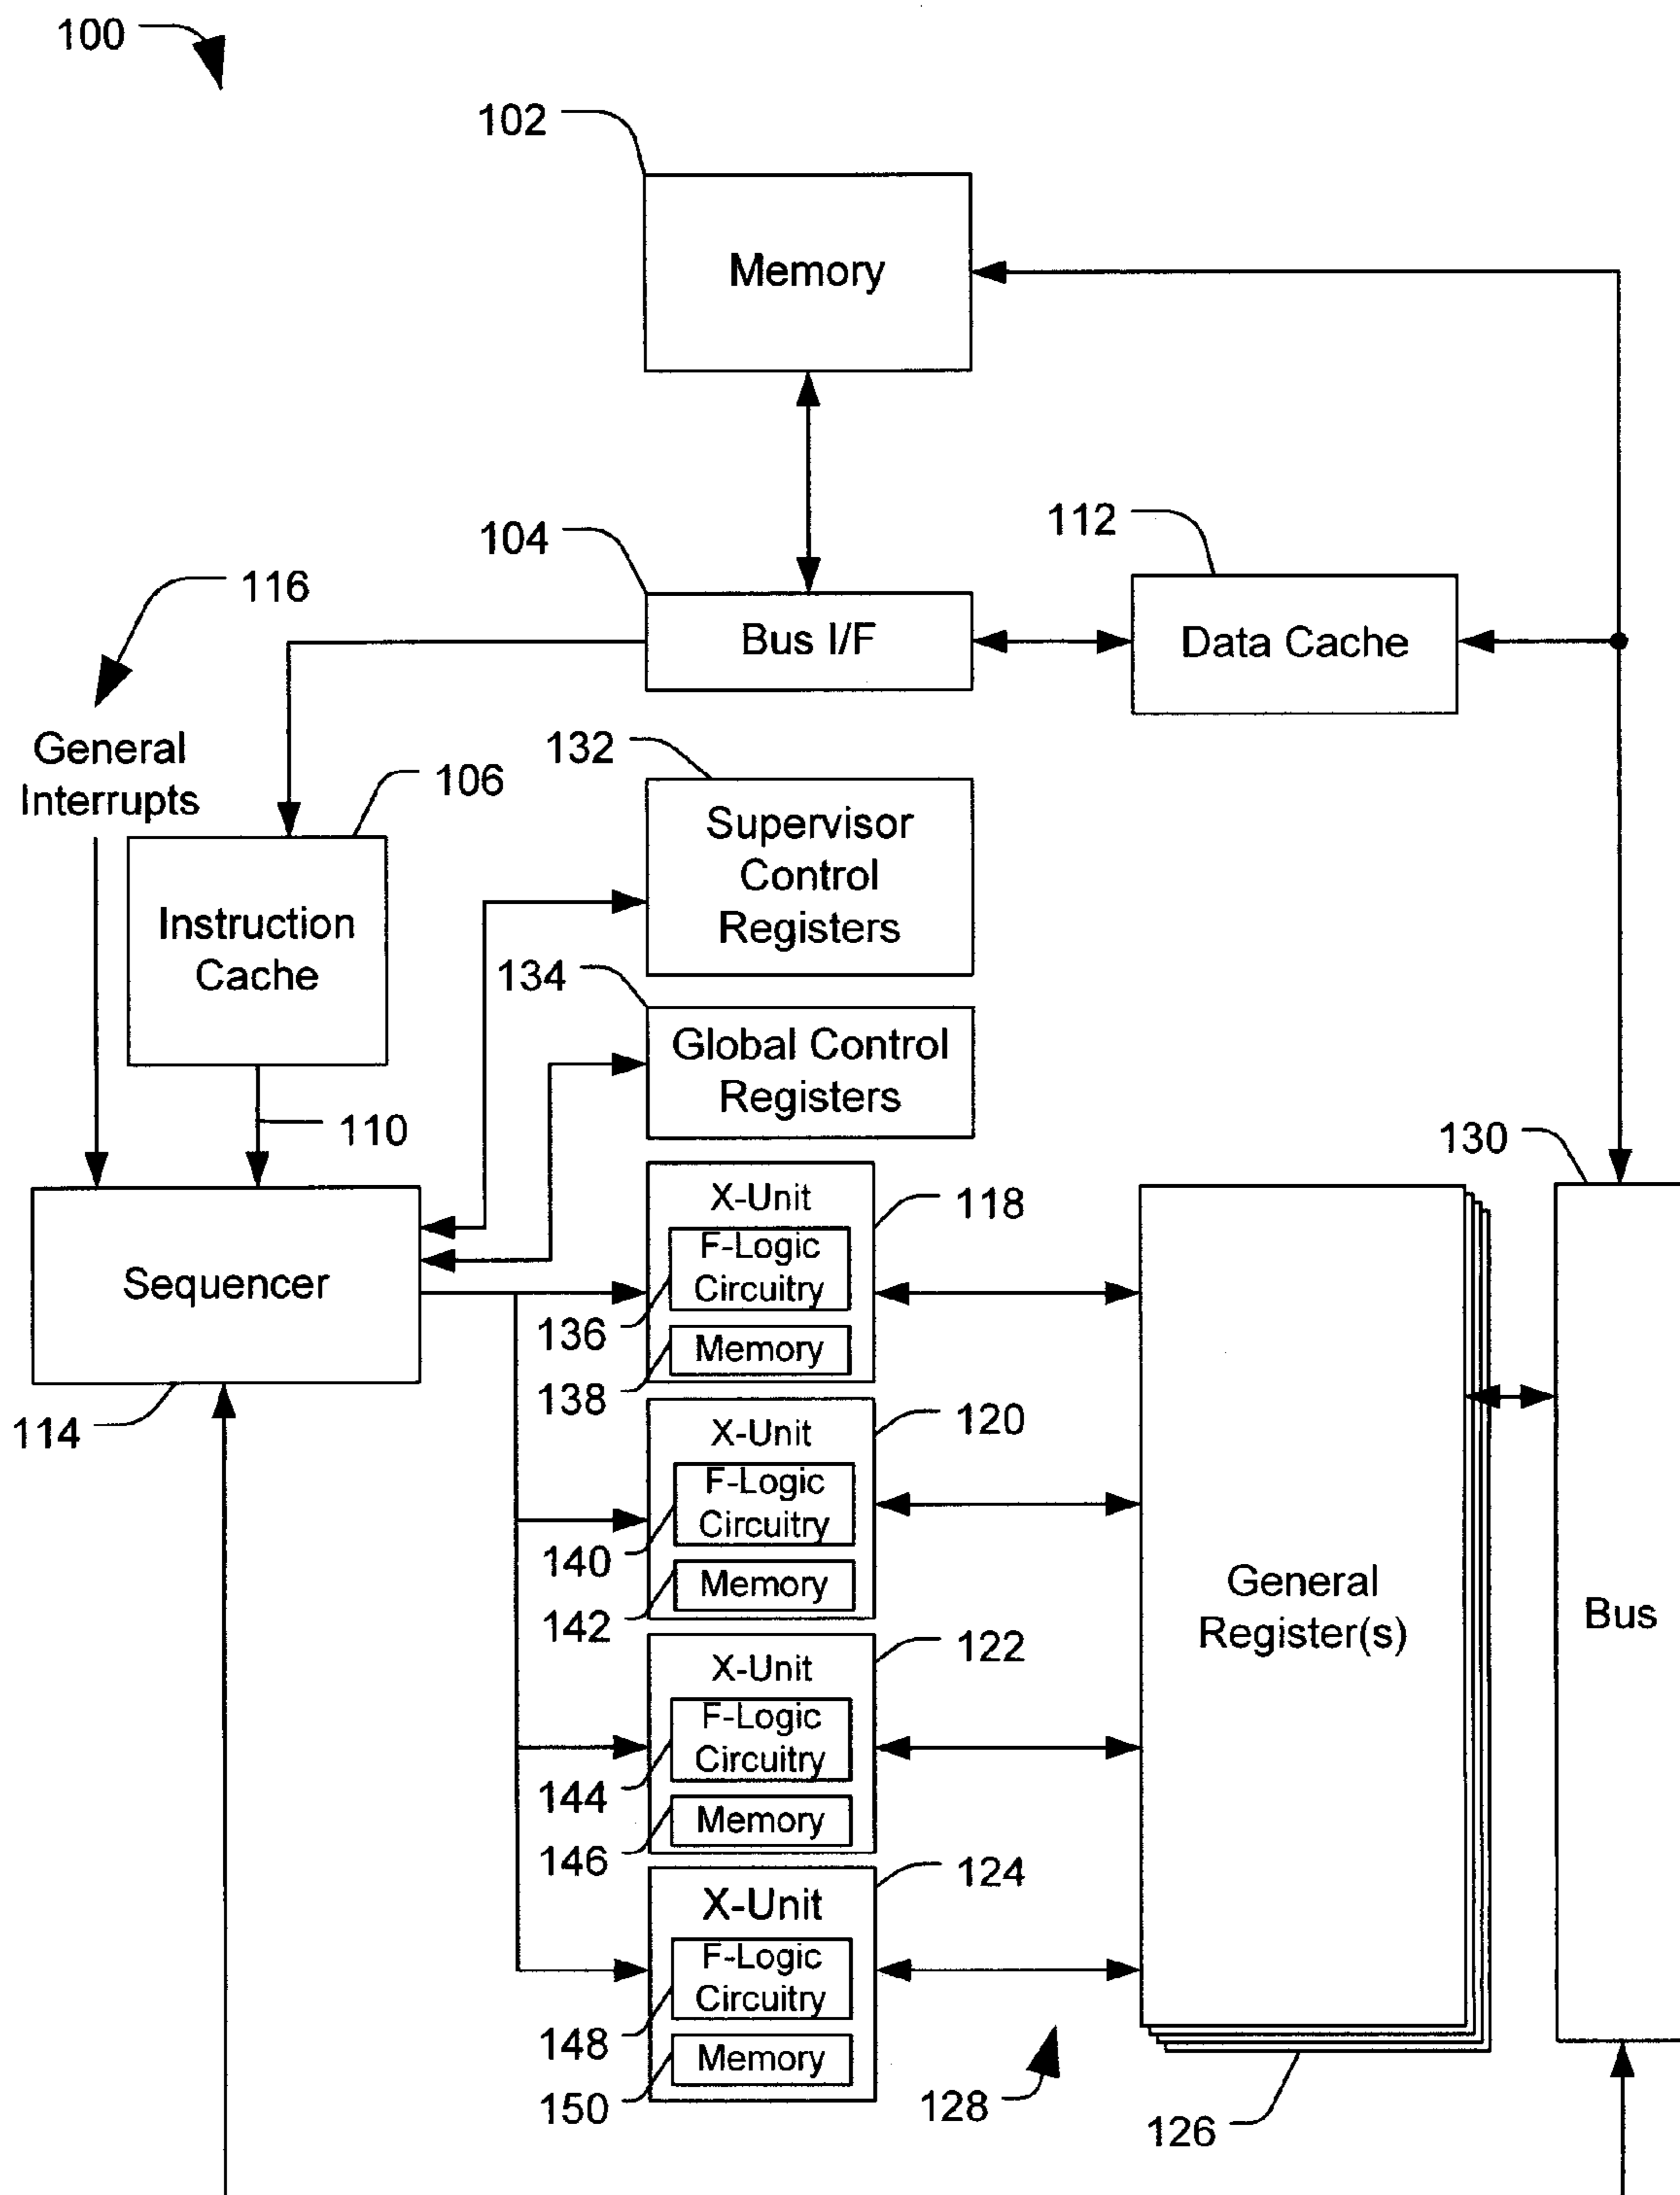 100
102
Memory
104
112
116
Bus I/F
Data Cache
General
Interrupts
132
106
Supervisor
Control
Registers
Instruction
Cache
134
Global Control
Registers
110
130
X-Unit
118
F-Logic
Circuitry
Sequencer
136
Memory
138
114
X-Unit
120
F-Logic
Circuitry
140
Memory
142
General
Register(s)
Bus
X-Unit
122
F-Logic
Circuitry
144
Memory
146
X-Unit
124
F-Logic
Circuitry
148
Memory
150
128
126